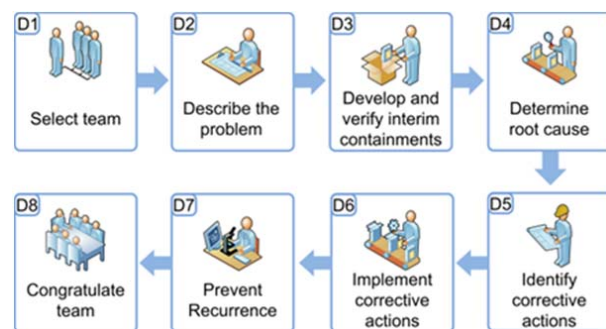 D1
Select team
D2
Describe the
problem
D3
Develop and
verify interim
containments
D4
Determine
root cause
D5
Identify
corrective
actions
D6
Implement
corrective
actions
D7
Prevent
Recurrence
D8
Congratulate
team